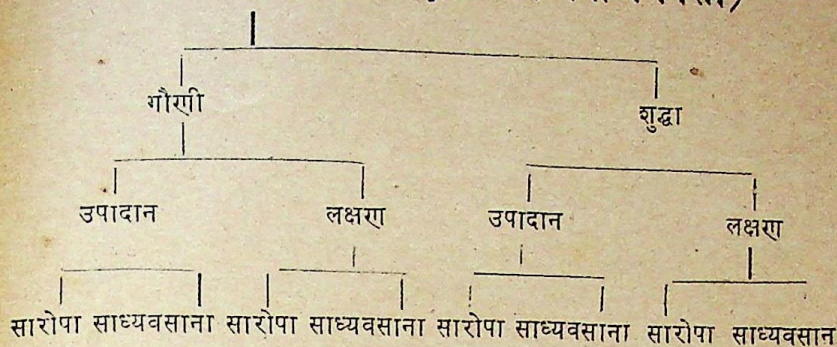 गौणी शुद्धा
उपादान लक्षण उपादान लक्षण
सारोपा साध्यवसाना सारोपा साध्यवसाना सारोपा साध्यवसाना सारोपा साध्यवसान